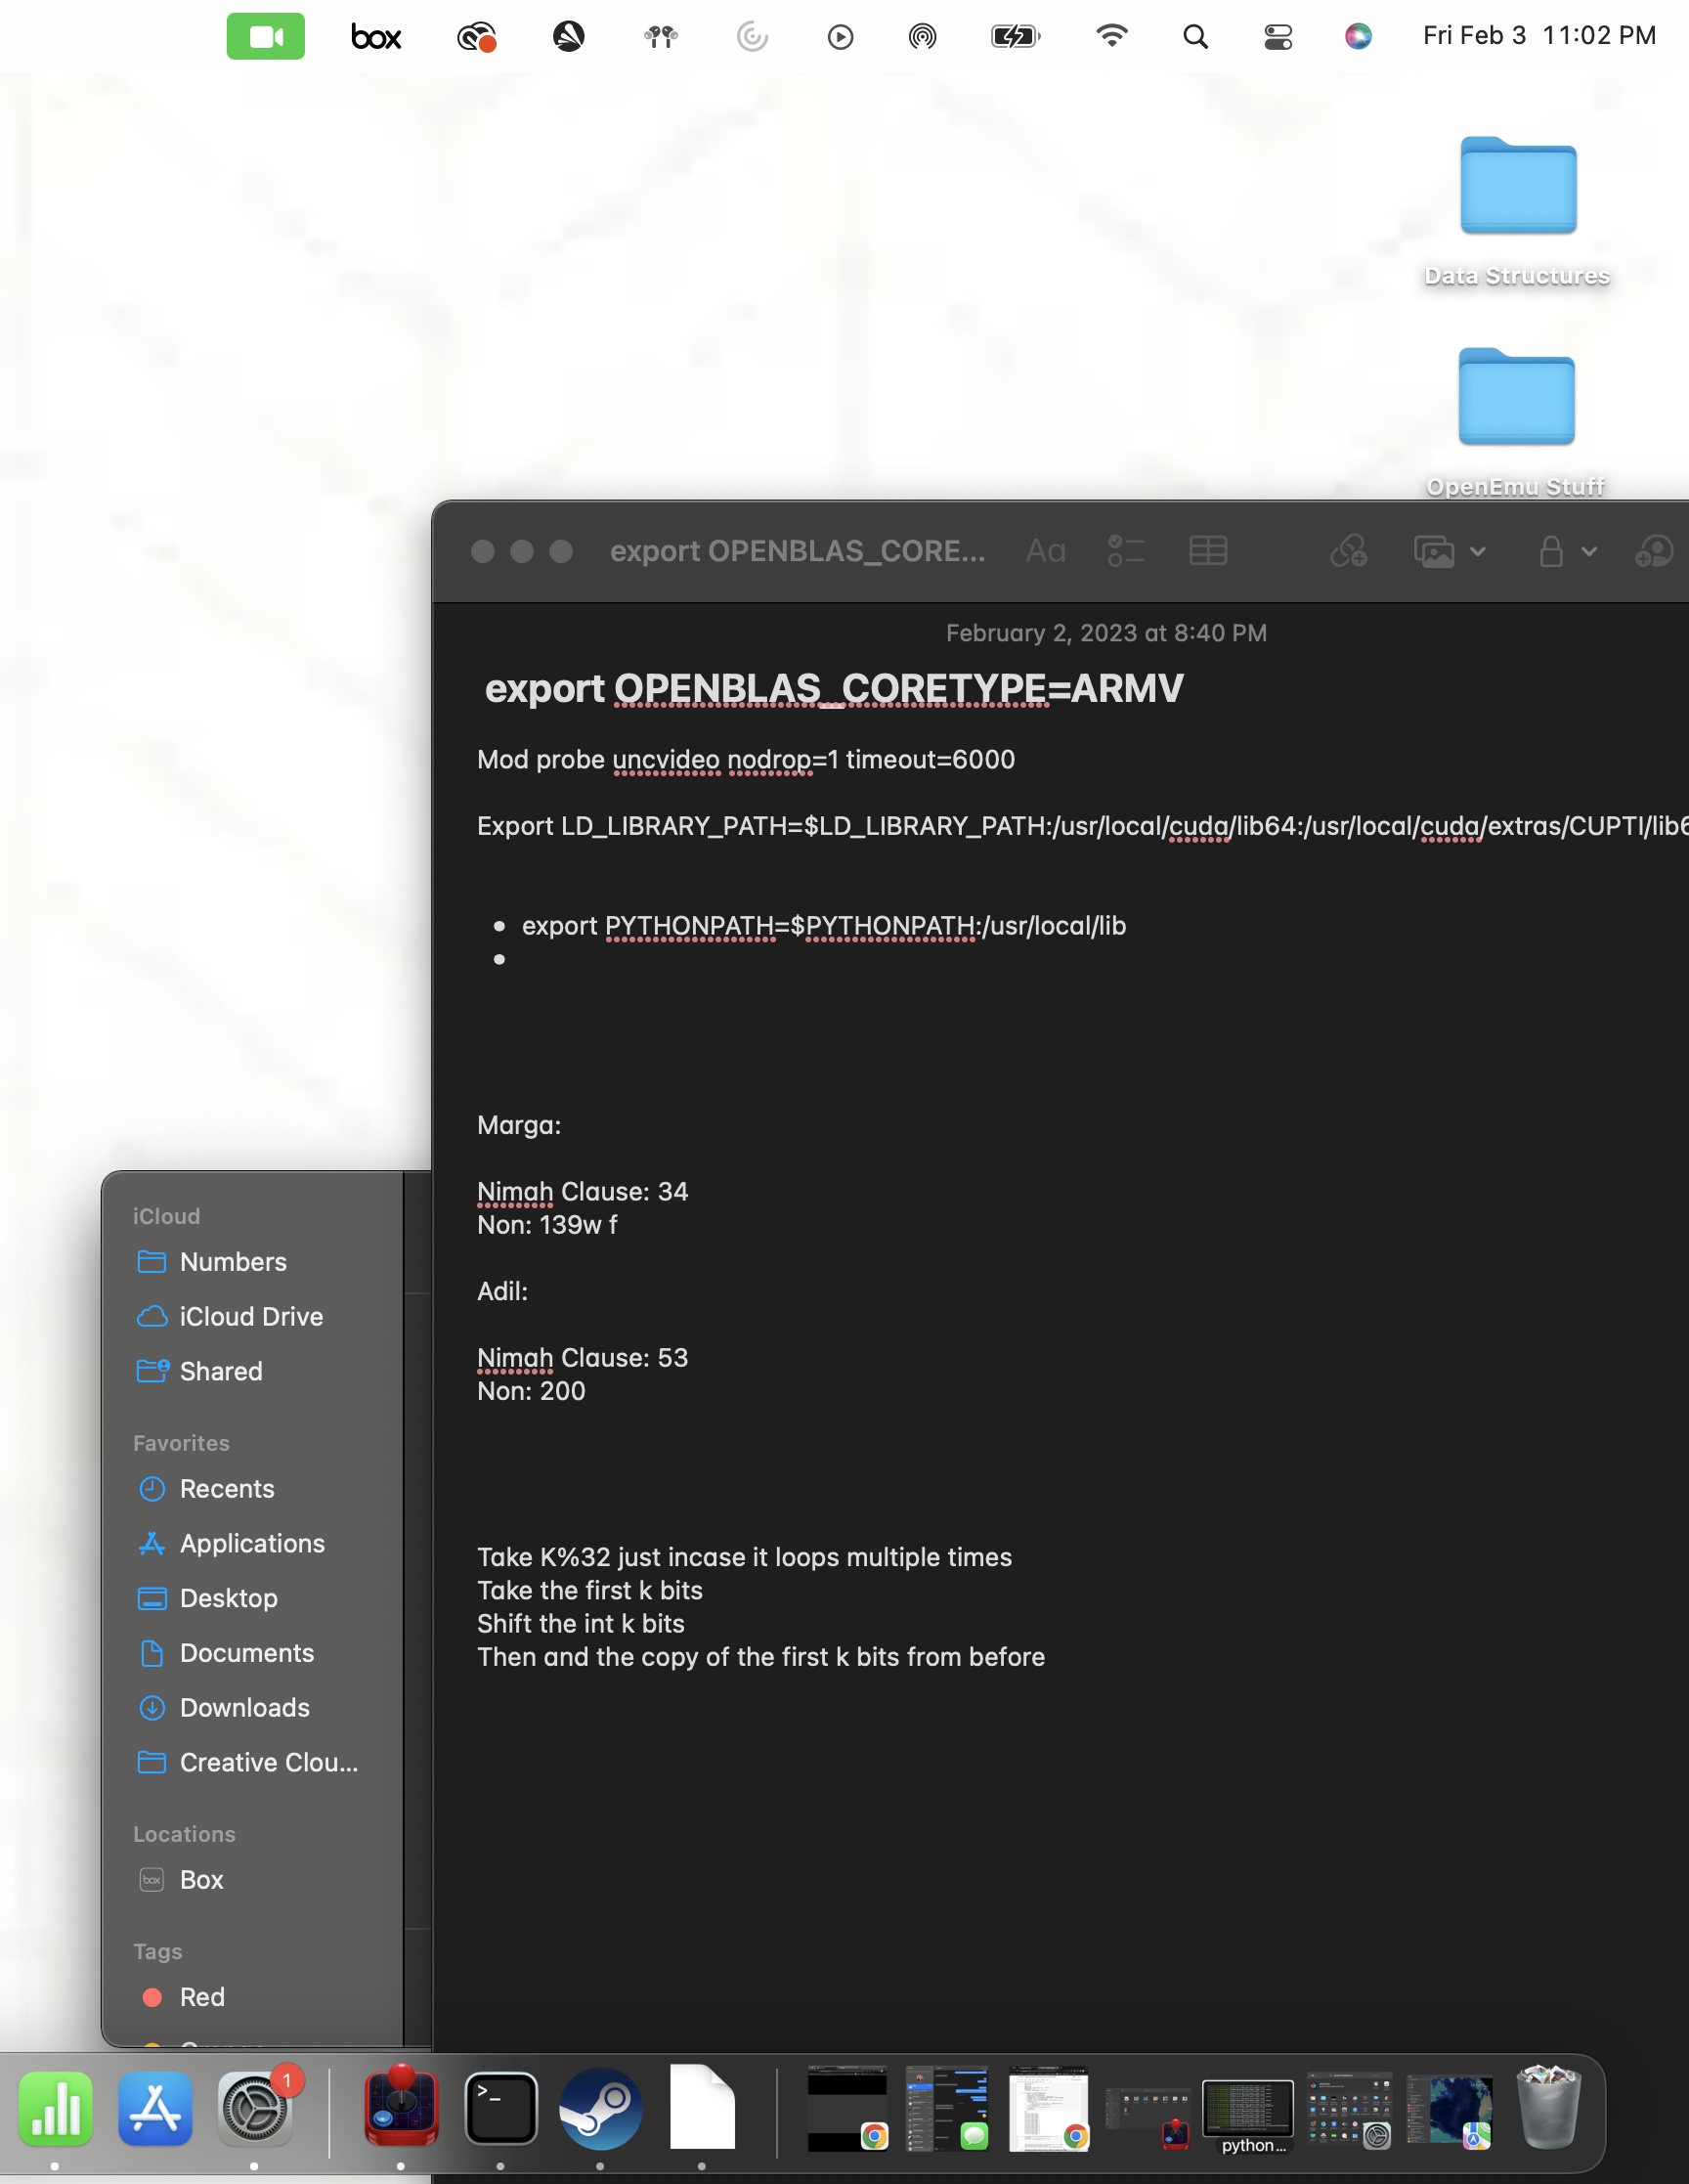 box
Fri Feb 3 11:02 PM
Data Structures
OpenEmu Stuff
export OPENBLAS_CORE...
Aa
February 2, 2023 at 8:40 PM
export OPENBLAS_CORETYPE=ARMV
Mod probe uncvideo nodrop=1 timeout=6000
Export LD_LIBRARY_PATH=$LD_LIBRARY_PATH:/usr/local/cuda/lib64:/usr/local/cuda/extras/CUPTI/lib6
• export PYTHONPATH=$PYTHONPATH:/usr/local/lib
•
Marga:
Nimah Clause: 34
Non: 139w f
Adil:
Nimah Clause: 53
Non: 200
Take K%32 just incase it loops multiple times
Take the first k bits
Shift the int k bits
Then and the copy of the first k bits from before
iCloud
Numbers
iCloud Drive
Shared
Favorites
Recents
Applications
Desktop
Documents
Downloads
Creative Clou...
Locations
box
Box
Tags
Red
1
>_
python...